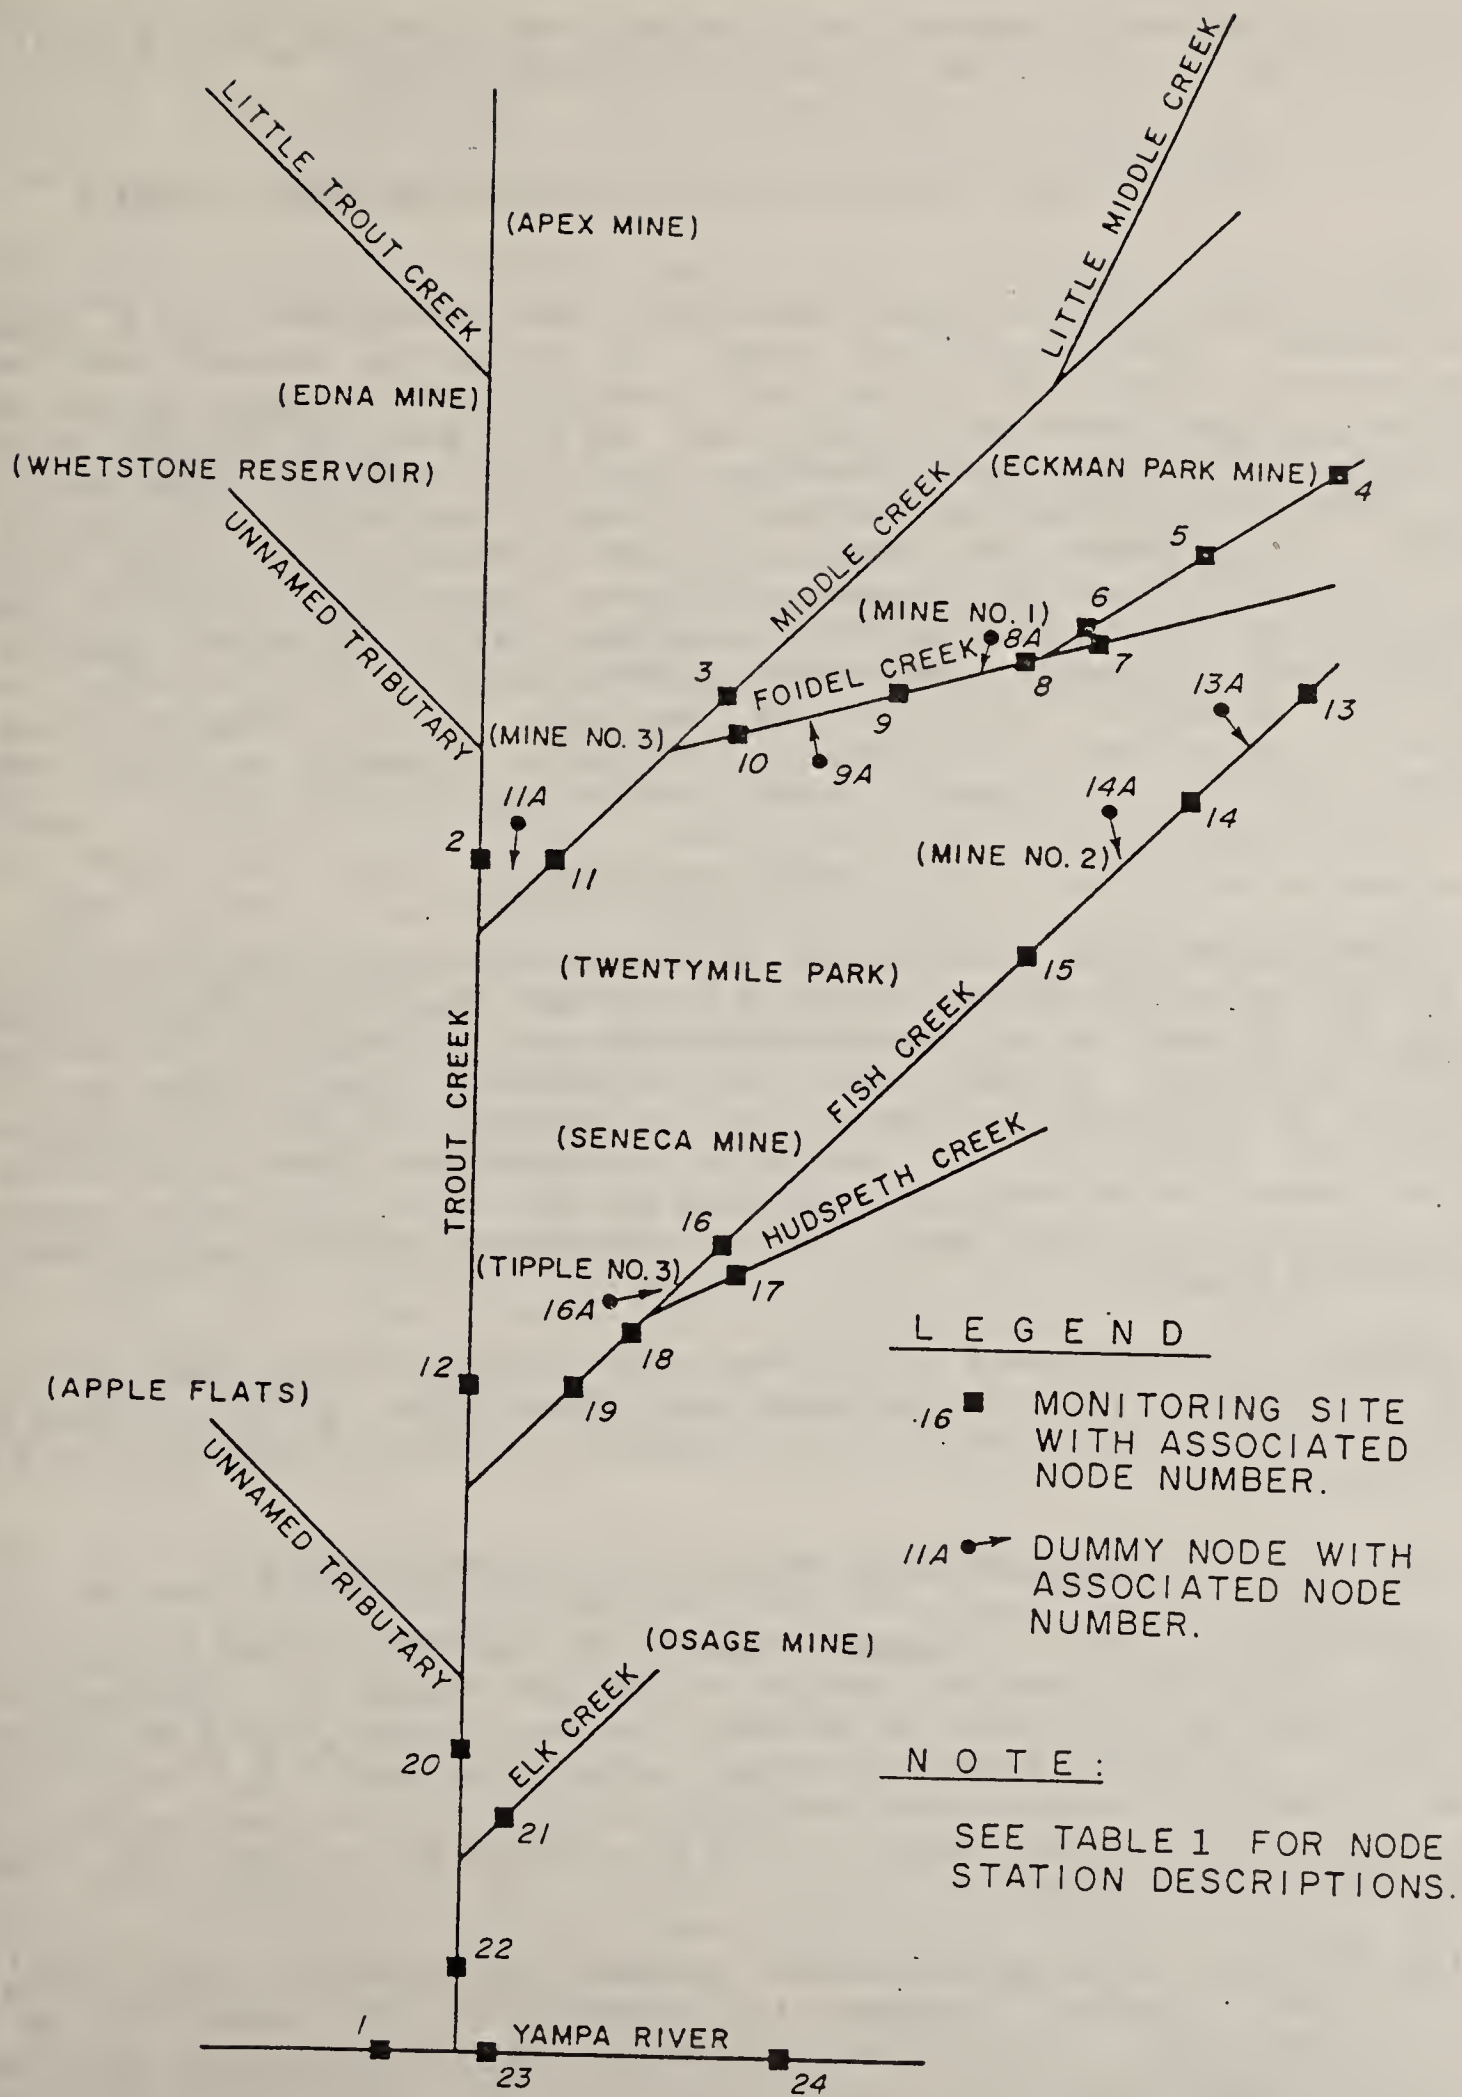 LITTLE TROUT CREEK
(APEX MINE)
LITTLE MIDDLE CREEK
(EDNA MINE)
(WHETSTONE RESERVOIR)
UNNAMED TRIBUTARY
MIDDLE CREEK
(ECKMAN PARK MINE)
4
5
6
(MINE NO. 1)
8A
7
8
3
FOIDEL CREEK
9
13A
13
(MINE NO. 3)
10
9A
11A
14A
14
2
11
(MINE NO. 2)
(TWENTYMILE PARK)
15
TROUT CREEK
FISH CREEK
(SENECA MINE)
HUDSPETH CREEK
16
(TIPPLE NO. 3)
16A
17
18
12
19
(APPLE FLATS)
UNNAMED TRIBUTARY
(OSAGE MINE)
ELK CREEK
20
21
22
1
YAMPA RIVER
23
24
LEGEND
16 MONITORING SITE
WITH ASSOCIATED
NODE NUMBER.
11A DUMMY NODE WITH
ASSOCIATED NODE
NUMBER.
NOTE:
SEE TABLE 1 FOR NODE
STATION DESCRIPTIONS.